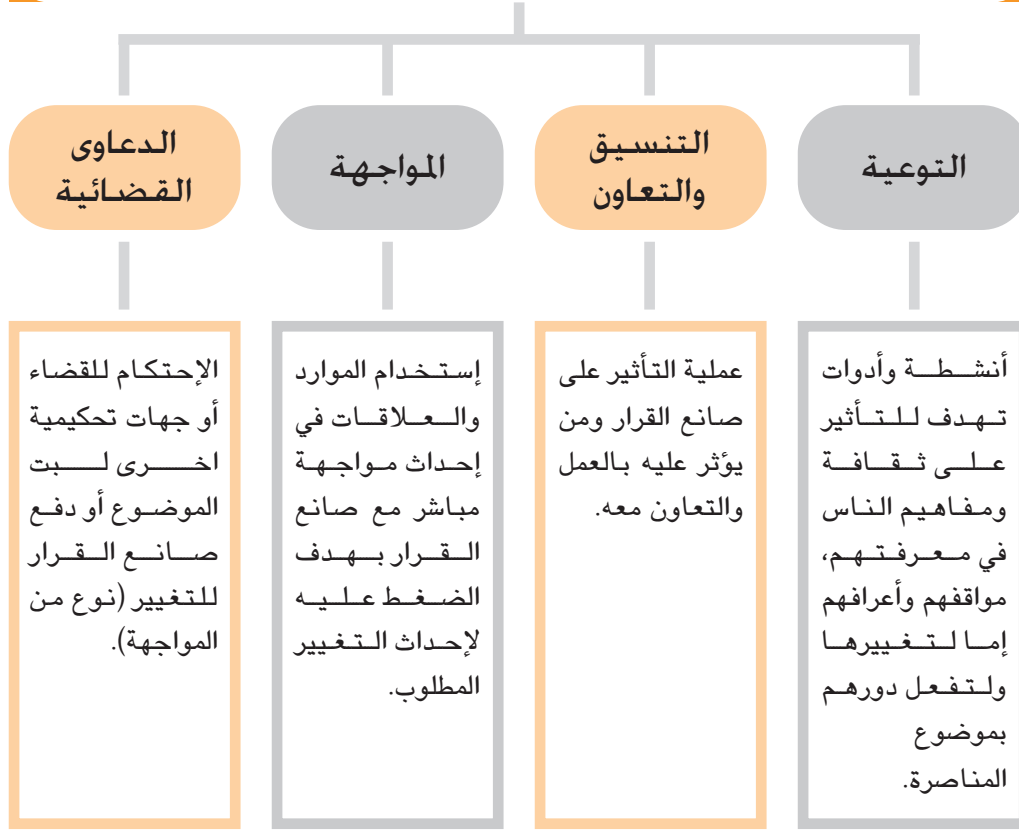 التوعية
التنسيق
والتعاون
المواجهة
الدعاوى
القضائية
أنشطة وأدوات
تهدف للتأثير
على ثقافة
ومفاهيم الناس
في معرفتهم،
مواقفهم وأعرافهم
إما لتغييرها
ولتفعل دورهم
بموضوع
المناصرة.
عملية التأثير على
صانع القرار ومن
يؤثر عليه بالعمل
والتعاون معه.
إستخدام الموارد
والعلاقات في
إحداث مواجهة
مباشر مع صانع
القرار بهدف
الضغط عليه
لإحداث التغيير
المطلوب.
الإحتكام للقضاء
أو جهات تحكيمية
اخرى لبت
الموضوع أو دفع
صانع القرار
للتغيير (نوع من
المواجهة).